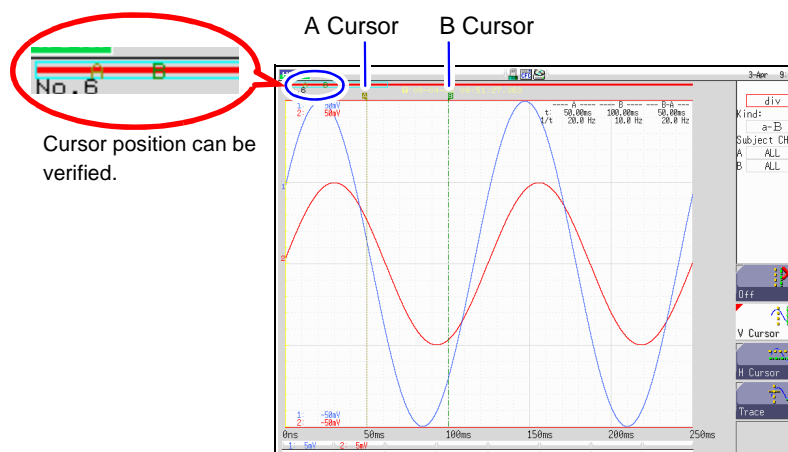 A Cursor
B Cursor
A B
No.6
Cursor position can be
verified.
3-Apr 9:
---- A ---- ---- B ---- --- B-A ---
t: 50.00ms 100.00ms 50.00ms
1/t 20.0 Hz 10.0 Hz 20.0 Hz
2: 50mV
1
2
1: -50mV
2: -50mV
0ns 50ms 100ms 150ms 200ms 250ms
1: 5mV 2: 5mV
div
Kind:
a-B
Subject CH
A ALL
B ALL
Off
V Cursor
H Cursor
Trace